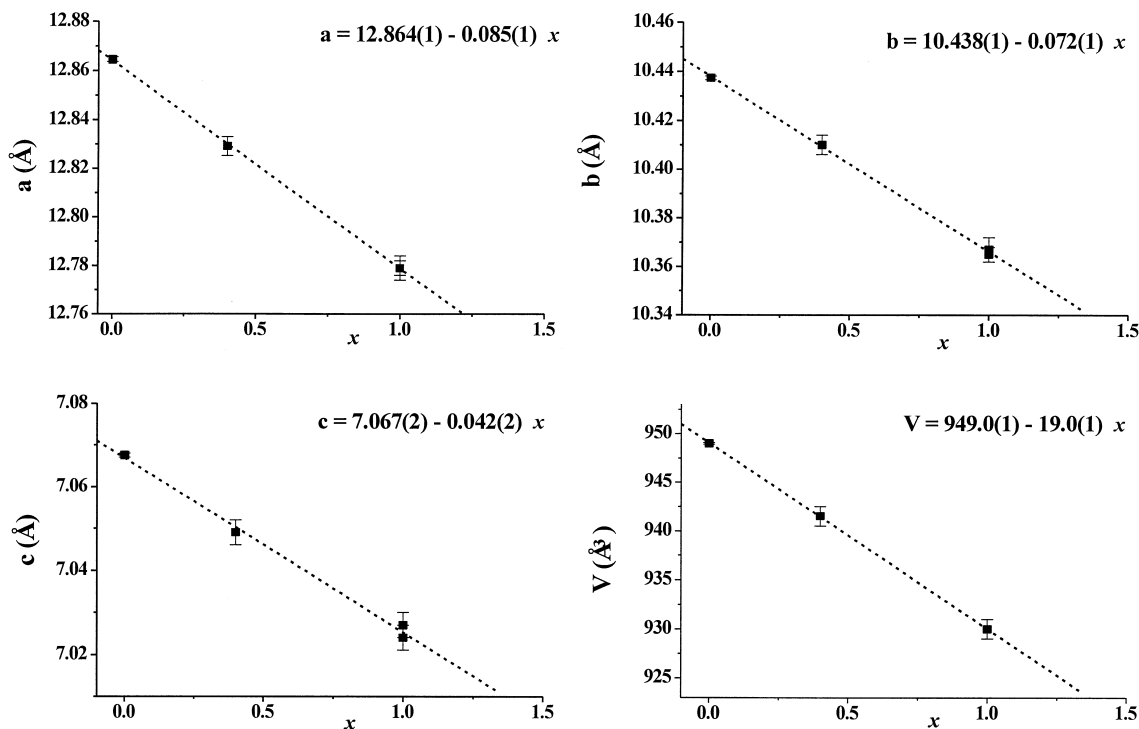 a = 12.864(1) - 0.085(1) x
12.88
12.86
12.84
12.82
12.80
12.78
12.76
a (Å)
0.0 0.5 1.0 1.5
x
b = 10.438(1) - 0.072(1) x
10.46
10.44
10.42
10.40
10.38
10.36
10.34
b (Å)
0.0 0.5 1.0 1.5
x
c = 7.067(2) - 0.042(2) x
7.08
7.06
7.04
7.02
c (Å)
0.0 0.5 1.0 1.5
x
V = 949.0(1) - 19.0(1) x
950
945
940
935
930
925
V (Å³)
0.0 0.5 1.0 1.5
x